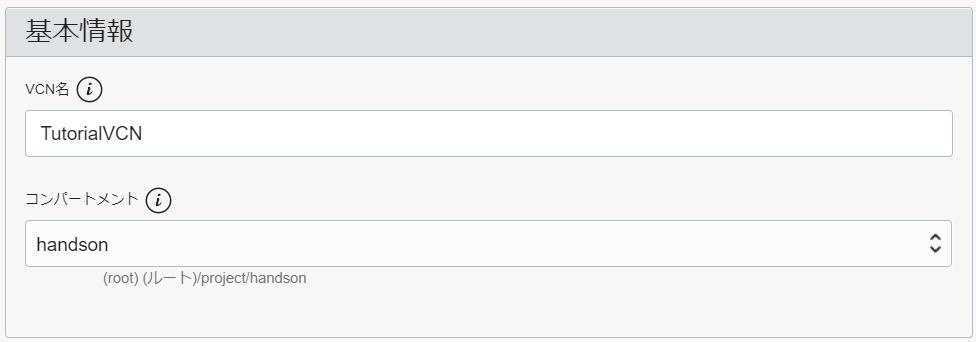 基本情報
VCN名 i
TutorialVCN
コンパートメント i
handson
(root) (ルート)/project/handson